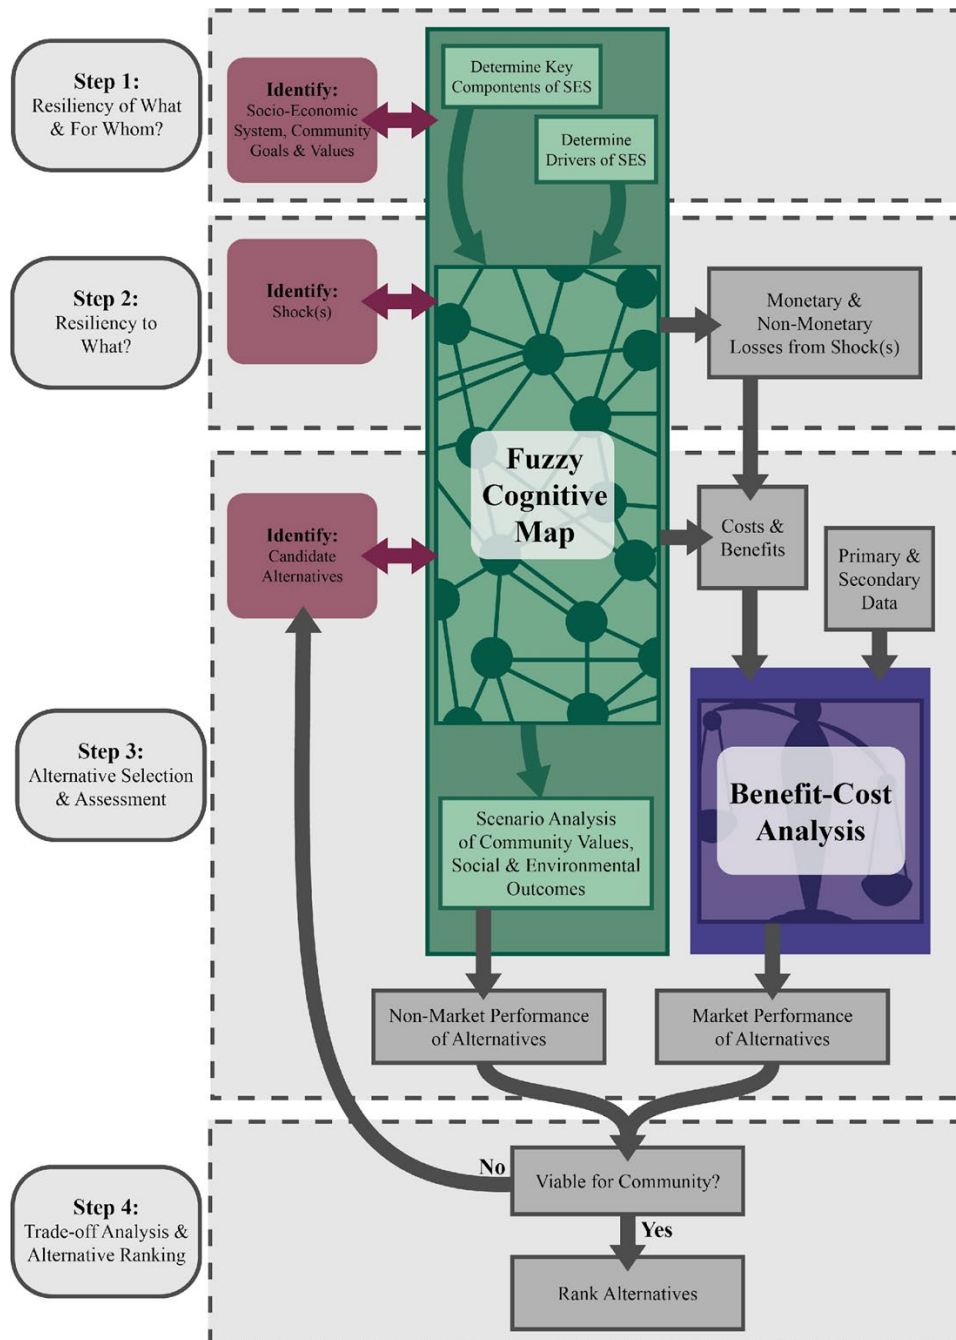 Step 1:
Resiliency of What
& For Whom?
Identify:
Socio-Economic
System, Community
Goals & Values
Determine Key
Compontents of SES
Determine
Drivers of SES
Step 2:
Resiliency to
What?
Identify:
Shock(s)
Monetary &
Non-Monetary
Losses from Shock(s)
Fuzzy
Cognitive
Map
Identify:
Candidate
Alternatives
Costs &
Benefits
Primary &
Secondary
Data
Step 3:
Alternative Selection
& Assessment
Benefit-Cost
Analysis
Scenario Analysis
of Community Values,
Social & Environmental
Outcomes
Non-Market Performance
of Alternatives
Market Performance
of Alternatives
Step 4:
Trade-off Analysis &
Alternative Ranking
No
Viable for Community?
Yes
Rank Alternatives